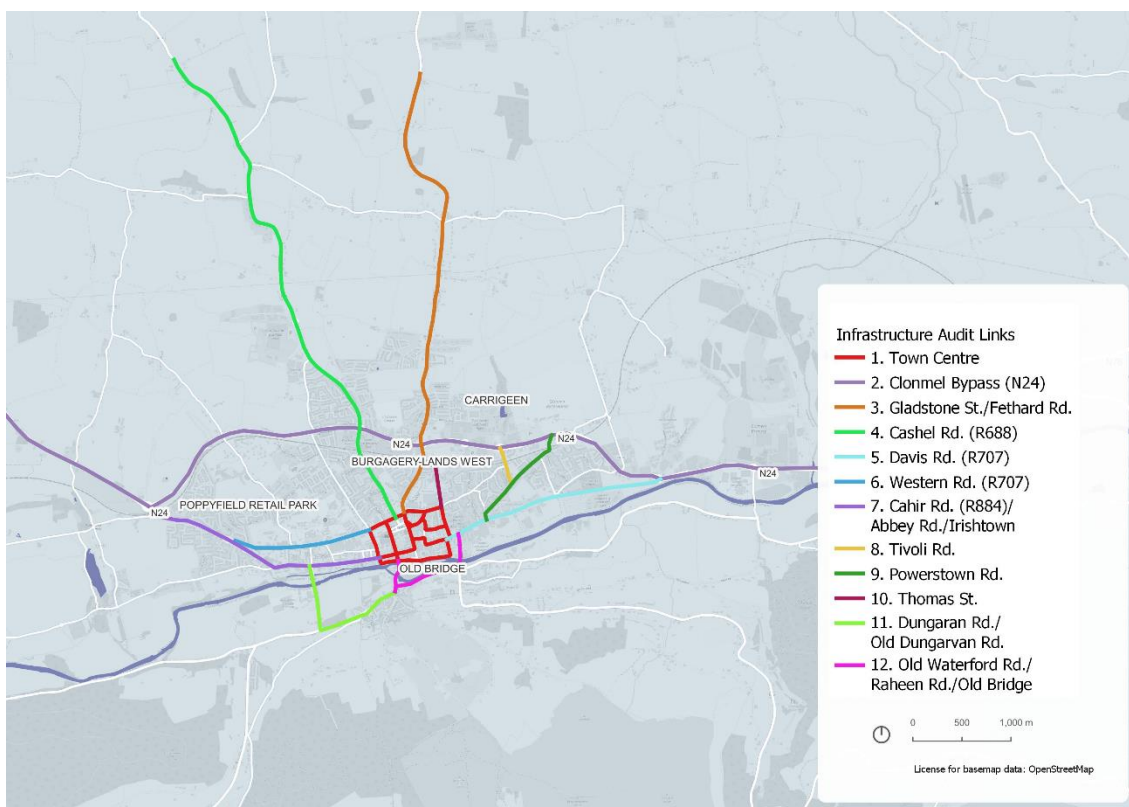 CARRIGEEN
N24
N24
BURGAGERY-LANDS WEST
POPPYFIELD RETAIL PARK
N24
N24
OLD BRIDGE
Infrastructure Audit Links
1. Town Centre
2. Clonmel Bypass (N24)
3. Gladstone St./Fethard Rd.
4. Cashel Rd. (R688)
5. Davis Rd. (R707)
6. Western Rd. (R707)
7. Cahir Rd. (R884)/
Abbey Rd./Irishtown
8. Tivoli Rd.
9. Powerstown Rd.
10. Thomas St.
11. Dungaran Rd./
Old Dungarvan Rd.
12. Old Waterford Rd./
Raheen Rd./Old Bridge
0 500 1,000 m
License for basemap data: OpenStreetMap